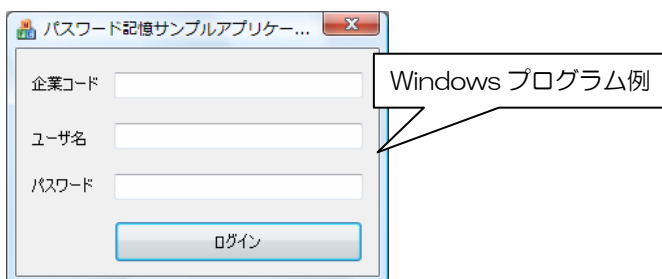 パスワード記憶サンプルアプリケー...
企業コード
Windows プログラム例
ユーザ名
パスワード
ログイン